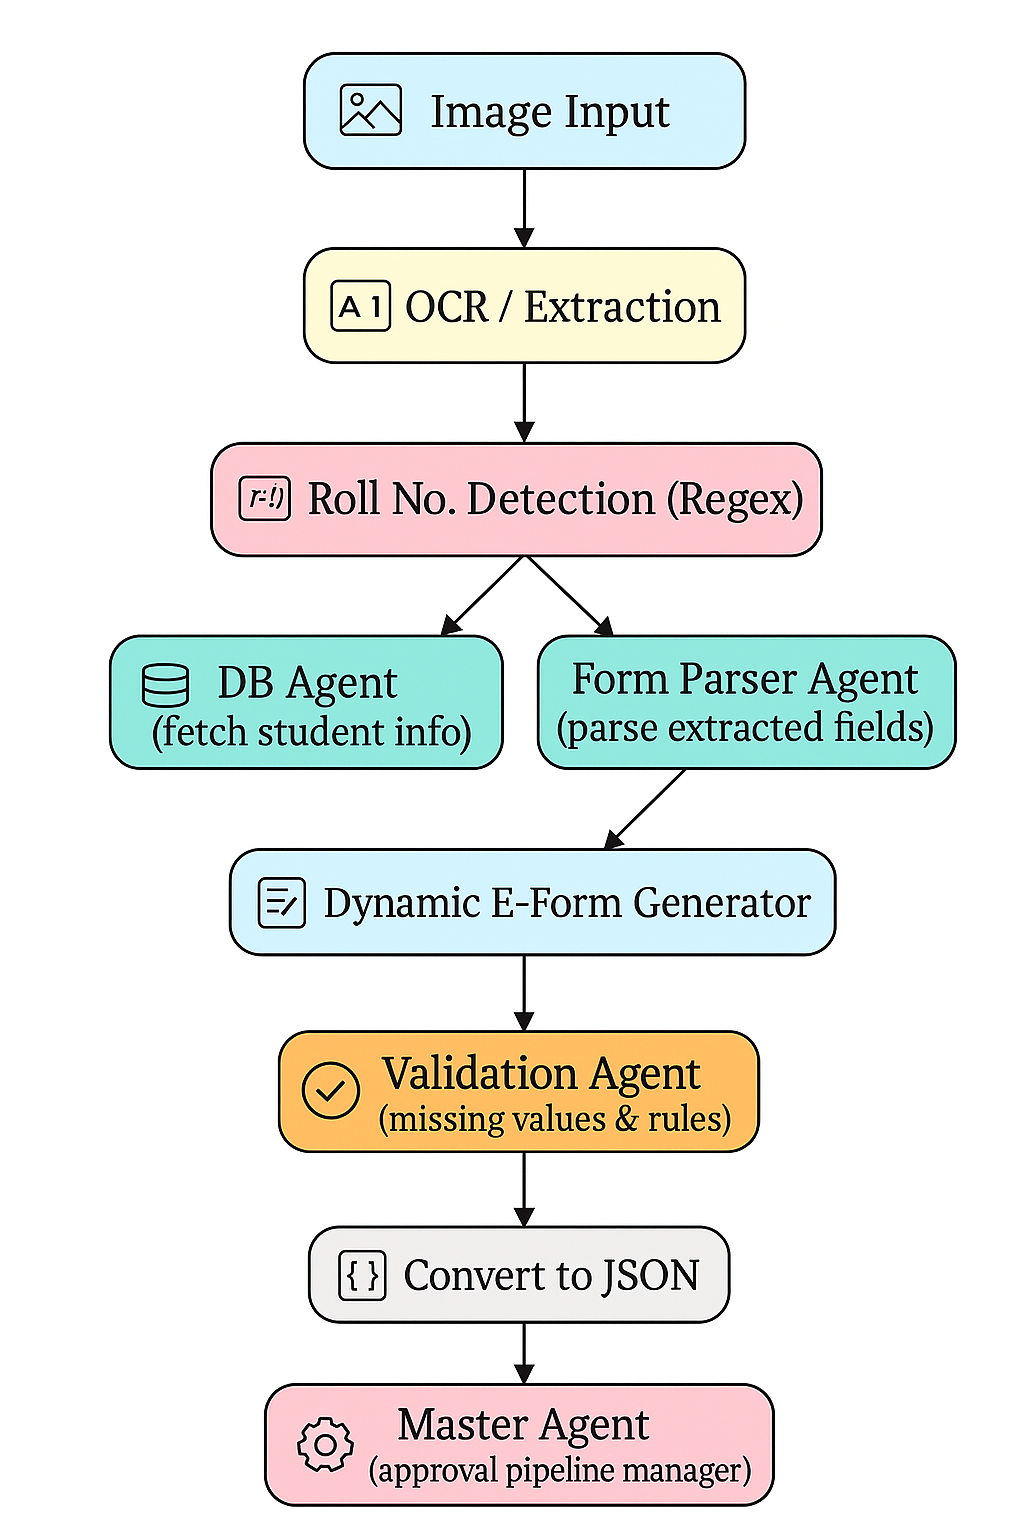 Image Input
A 1 OCR / Extraction
Roll No. Detection (Regex)
DB Agent
(fetch student info)
Form Parser Agent
(parse extracted fields)
Dynamic E-Form Generator
Validation Agent
(missing values & rules)
{ } Convert to JSON
Master Agent
(approval pipeline manager)